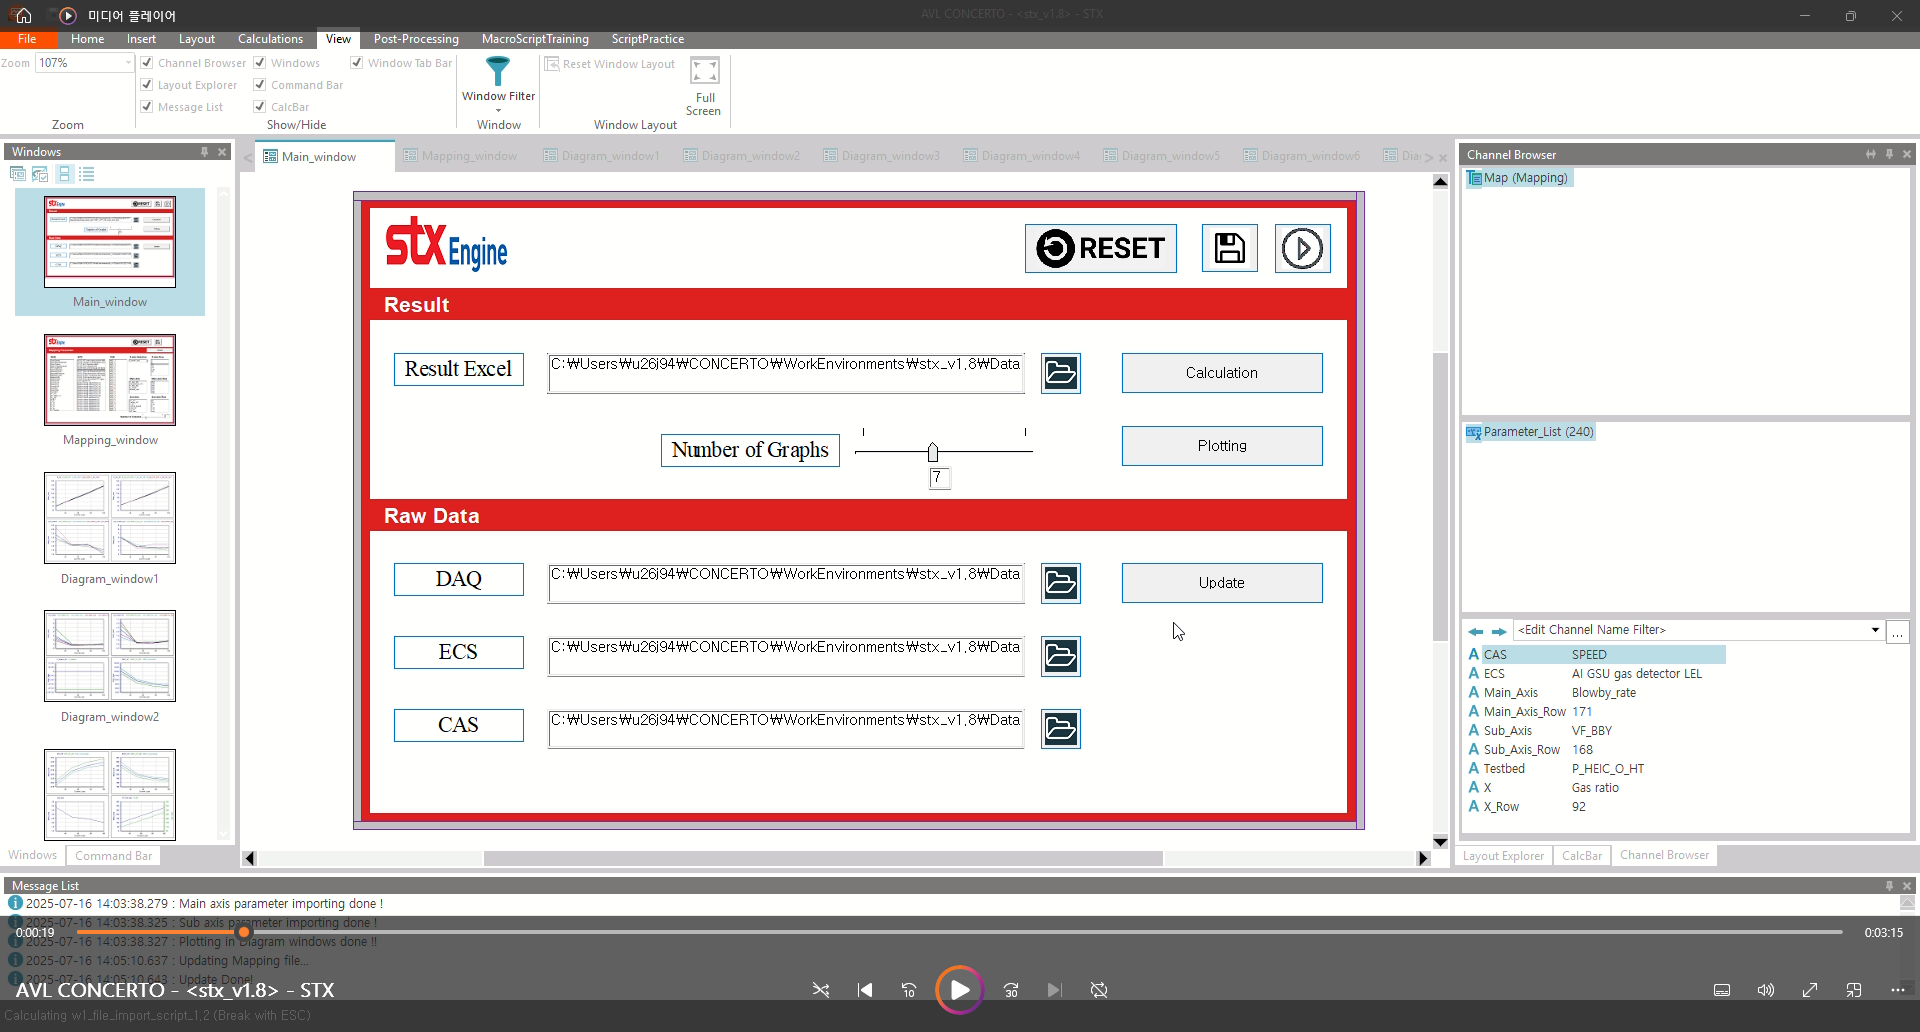 미디어 플레이어
AVL CONCERTO - <stx_v1.8> - STX
File Home Insert Layout Calculations View Post-Processing MacroScriptTraining ScriptPractice
Zoom 107%
Channel Browser Windows Window Tab Bar
Layout Explorer Command Bar
Message List CalcBar
Window Filter
Reset Window Layout
Full Screen
Zoom Show/Hide Window Window Layout
Windows
Main_window
Mapping_window
Diagram_window1
Diagram_window2
Windows Command Bar
Main_window Mapping_window Diagram_window1 Diagram_window2 Diagram_window3 Diagram_window4 Diagram_window5 Diagram_window6 Dia
STX Engine
RESET
Result
Result Excel C:₩Users₩u26j94₩CONCERTO₩WorkEnvironments₩stx_v1.8₩Data Calculation
Number of Graphs 7 Plotting
Raw Data
DAQ C:₩Users₩u26j94₩CONCERTO₩WorkEnvironments₩stx_v1.8₩Data Update
ECS C:₩Users₩u26j94₩CONCERTO₩WorkEnvironments₩stx_v1.8₩Data
CAS C:₩Users₩u26j94₩CONCERTO₩WorkEnvironments₩stx_v1.8₩Data
Channel Browser
Map (Mapping)
Parameter_List (240)
<Edit Channel Name Filter> ...
A CAS SPEED
A ECS AI GSU gas detector LEL
A Main_Axis Blowby_rate
A Main_Axis_Row 171
A Sub_Axis VF_BBY
A Sub_Axis_Row 168
A Testbed P_HEIC_O_HT
A X Gas ratio
A X_Row 92
Layout Explorer CalcBar Channel Browser
Message List
2025-07-16 14:03:38.279 : Main axis parameter importing done !
2025-07-16 14:03:38.325 : Sub axis parameter importing done !
0:00:19 0:03:15
2025-07-16 14:03:38.327 : Plotting in Diagram windows done !!
2025-07-16 14:05:10.637 : Updating Mapping file...
2025-07-16 14:05:10.643 : Update Done!
AVL CONCERTO - <stx_v1.8> - STX
10 30
Calculating w1_file_import_script_1.2 (Break with ESC)